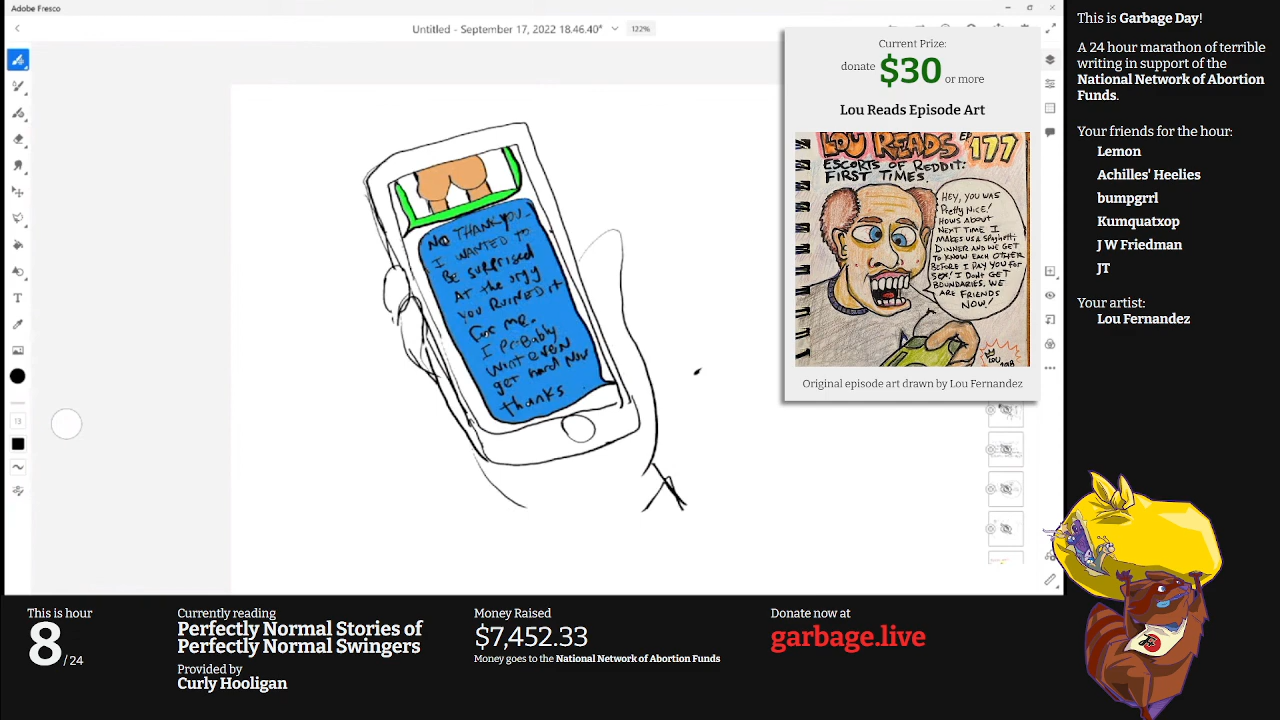 Adobe Fresco
Untitled - September 17, 2022 18.46.40*
122%
NO THANK YOU
I WANTED TO
BE SURPRISED
AT the orgy
YOU RUINED it
For me.
I PRoBAbly
Wont even
get hard Now
thanks
13
Current Prize:
donate $30 or more
Lou Reads Episode Art
LOU READS EP 177
ESCORTS OF REDDIT:
FIRST TIMES.
HEY, YOU WAS
PRETTY NICE!
HOWS ABOUT
NEXT TIME I
MAKES US A SPAGHETTI
DINNER AND WE GET
TO KNOW EACH OTHER
BEFORE I PAY YOU FOR
SEX! I DONT GET
BOUNDARIES, WE
ARE FRIENDS
NOW!
LOU
Original episode art drawn by Lou Fernandez
This is Garbage Day!
A 24 hour marathon of terrible
writing in support of the
National Network of Abortion
Funds.
Your friends for the hour:
Lemon
Achilles' Heelies
bumpgrrl
Kumquatxop
J W Friedman
JT
Your artist:
Lou Fernandez
This is hour
8/24
Currently reading
Perfectly Normal Stories of
Perfectly Normal Swingers
Provided by
Curly Hooligan
Money Raised
$7,452.33
Money goes to the National Network of Abortion Funds
Donate now at
garbage.live